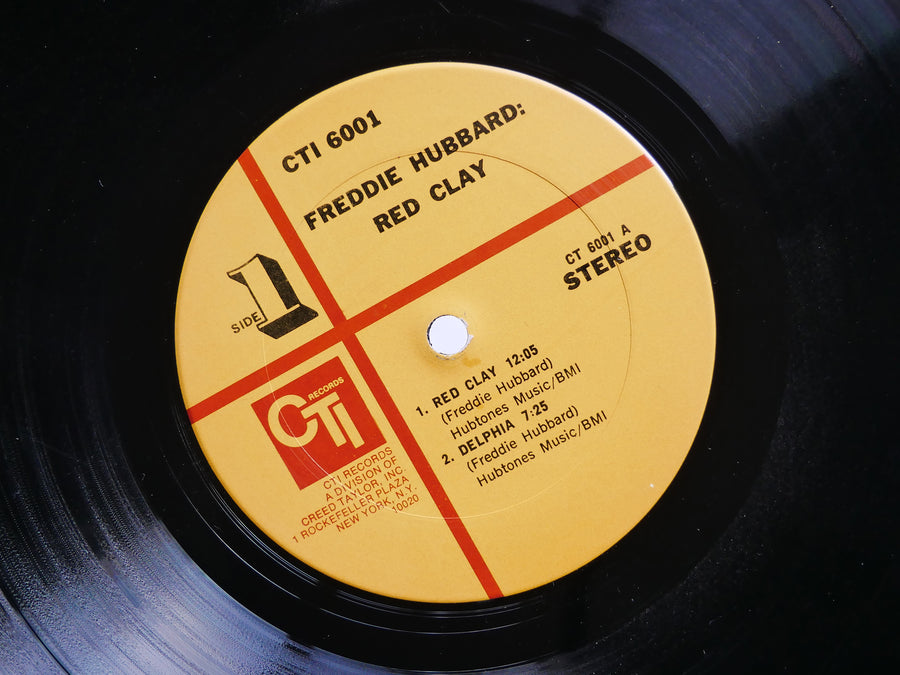 CTI 6001
FREDDIE HUBBARD:
RED CLAY
SIDE 1
CT 6001 A
STEREO
1. RED CLAY 12:05
(Freddie Hubbard)
Hubtones Music/BMI
2. DELPHIA 7:25
(Freddie Hubbard)
Hubtones Music/BMI
CTI RECORDS
CTI RECORDS
A DIVISION OF
CREED TAYLOR, INC.
1 ROCKEFELLER PLAZA
NEW YORK, N.Y.
10020